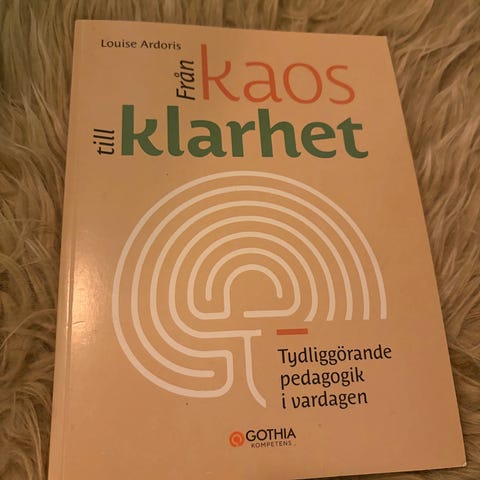 Louise Ardoris
Från kaos
till klarhet
Tydliggörande
pedagogik
i vardagen
GOTHIA
KOMPETENS